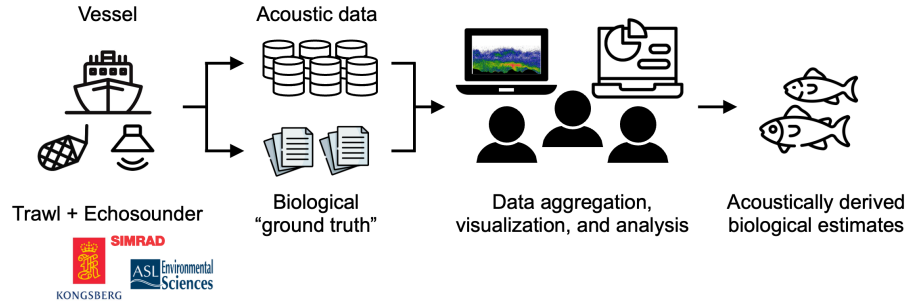 Vessel
Acoustic data
Trawl + Echosounder
Biological
“ground truth”
Data aggregation,
visualization, and analysis
Acoustically derived
biological estimates
SIMRAD
KONGSBERG
ASL Environmental
Sciences